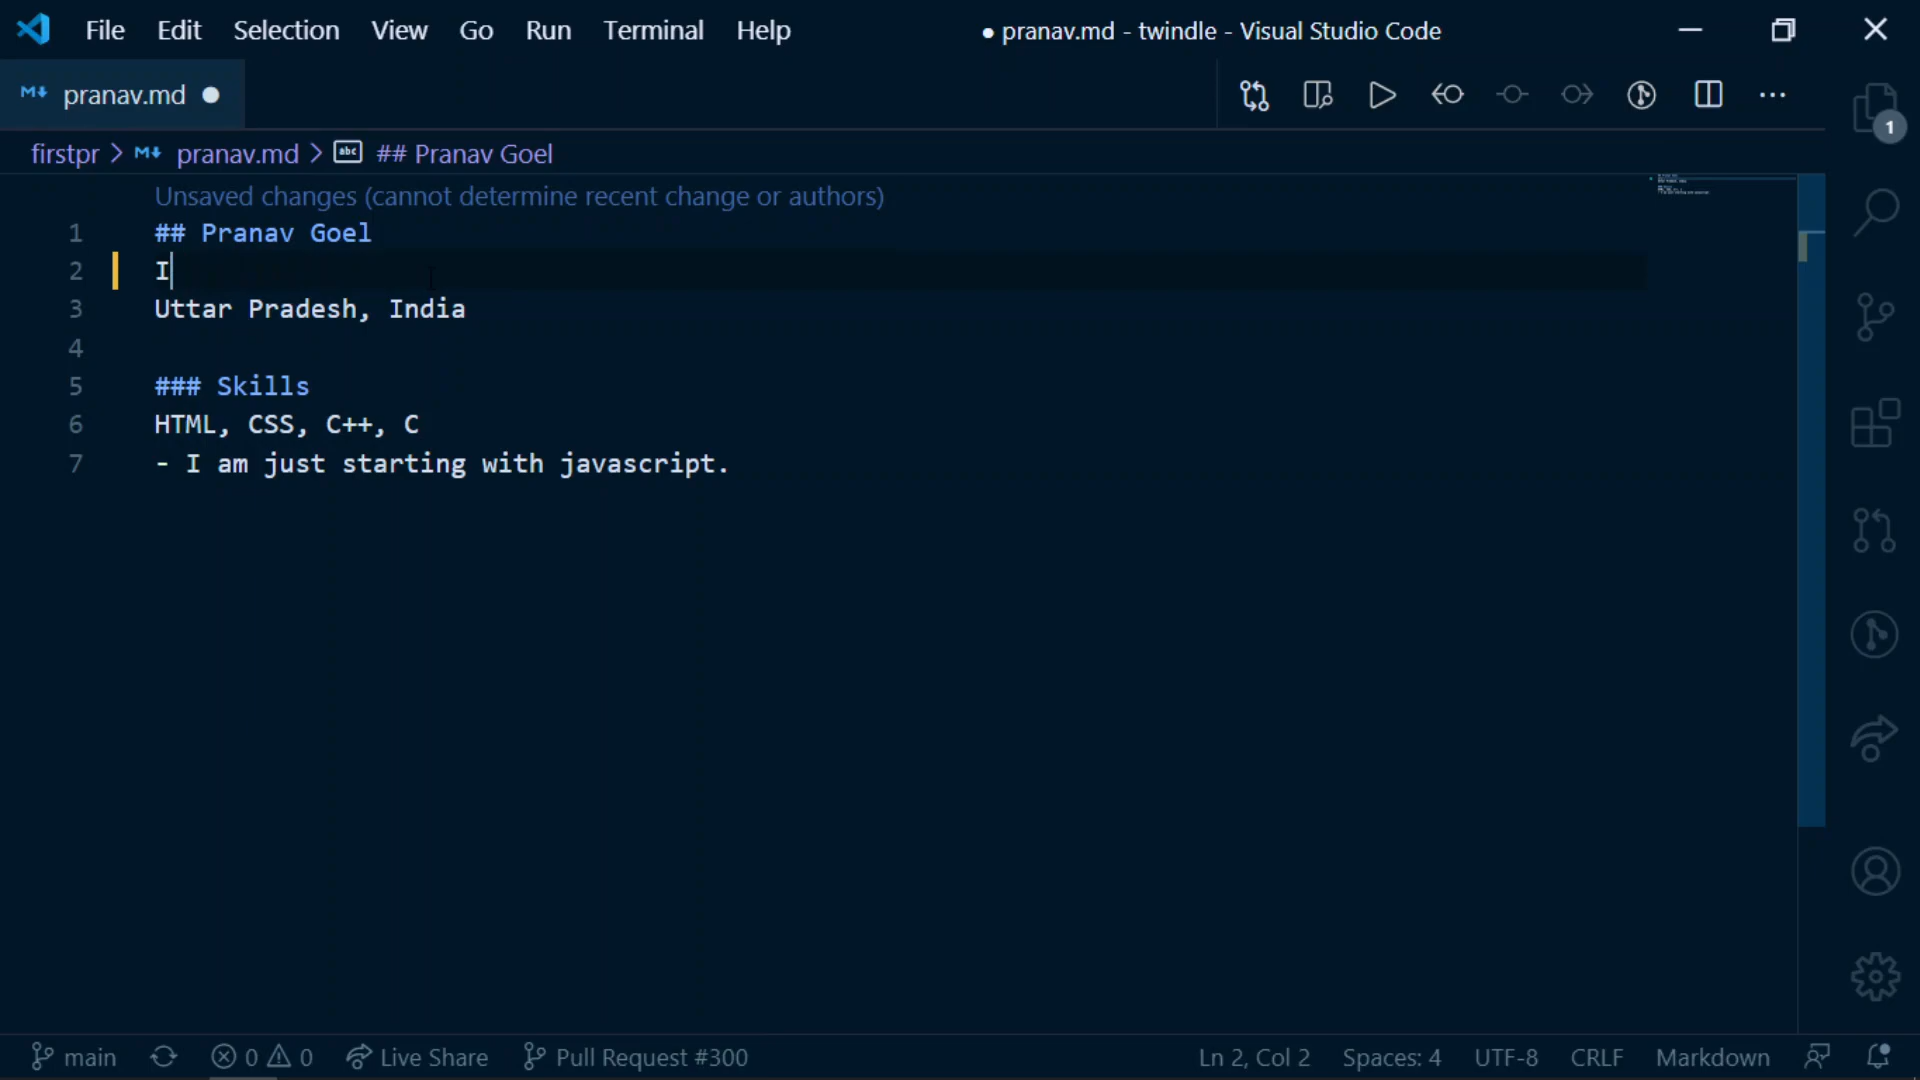 File Edit Selection View Go Run Terminal Help ● pranav.md - twindle - Visual Studio Code
pranav.md ●
firstpr > pranav.md > abc ## Pranav Goel
1
Unsaved changes (cannot determine recent change or authors)
1 ## Pranav Goel
2 I
3 Uttar Pradesh, India
4
5 ### Skills
6 HTML, CSS, C++, C
7 - I am just starting with javascript.
main 0 0 Live Share Pull Request #300 Ln 2, Col 2 Spaces: 4 UTF-8 CRLF Markdown